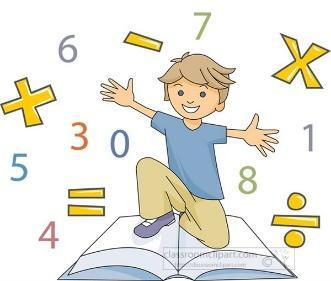 6 − 7 ×
+ 3 0 1
5 8
4 = ÷
classroomclipart.com